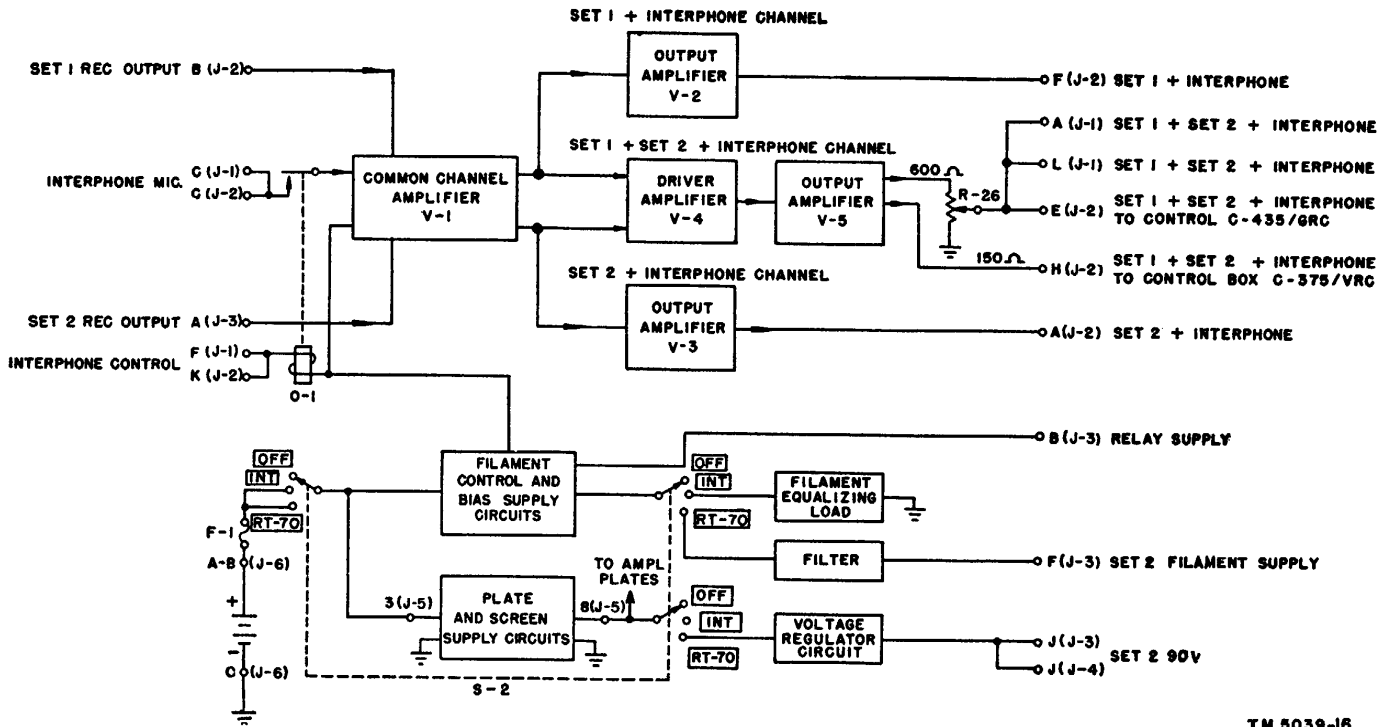 SET 1 + INTERPHONE CHANNEL
OUTPUT
AMPLIFIER
V-2
SET 1 REC OUTPUT B (J-2)
F (J-2) SET 1 + INTERPHONE
A (J-1) SET 1 + SET 2 + INTERPHONE
L (J-1) SET 1 + SET 2 + INTERPHONE
SET 1 + SET 2 + INTERPHONE CHANNEL
INTERPHONE MIC.
C (J-1)
C (J-2)
COMMON CHANNEL
AMPLIFIER
V-1
DRIVER
AMPLIFIER
V-4
OUTPUT
AMPLIFIER
V-5
600 Ω
R-26
E (J-2) SET 1 + SET 2 + INTERPHONE
TO CONTROL C-435/GRC
150 Ω
H (J-2) SET 1 + SET 2 + INTERPHONE
TO CONTROL BOX C-375/VRC
SET 2 + INTERPHONE CHANNEL
OUTPUT
AMPLIFIER
V-3
SET 2 REC OUTPUT A (J-3)
A (J-2) SET 2 + INTERPHONE
INTERPHONE CONTROL
F (J-1)
K (J-2)
O-1
B (J-3) RELAY SUPPLY
OFF
INT
RT-70
F-1
A-B (J-6)
+
-
C (J-6)
FILAMENT
CONTROL AND
BIAS SUPPLY
CIRCUITS
OFF
INT
RT-70
FILAMENT
EQUALIZING
LOAD
FILTER
F (J-3) SET 2 FILAMENT SUPPLY
3 (J-5)
PLATE
AND SCREEN
SUPPLY CIRCUITS
8 (J-5)
TO AMPL
PLATES
OFF
INT
RT-70
VOLTAGE
REGULATOR
CIRCUIT
J (J-3)
J (J-4)
SET 2 90V
S-2
TM 5039-16